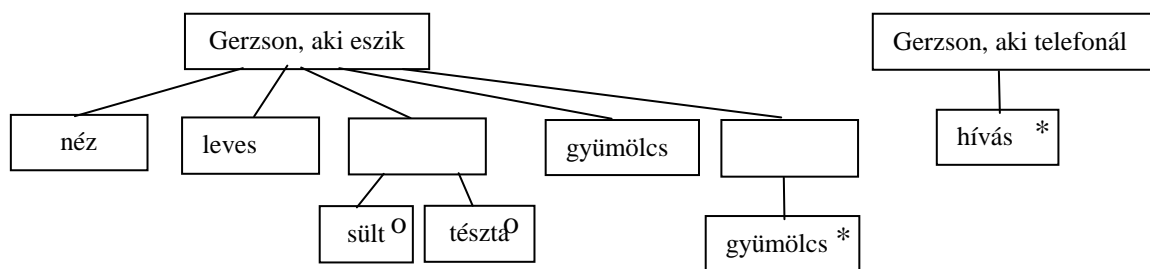 Gerzson, aki eszik
Gerzson, aki telefonál
néz
leves
gyümölcs
hívás *
sült o
tészta o
gyümölcs *